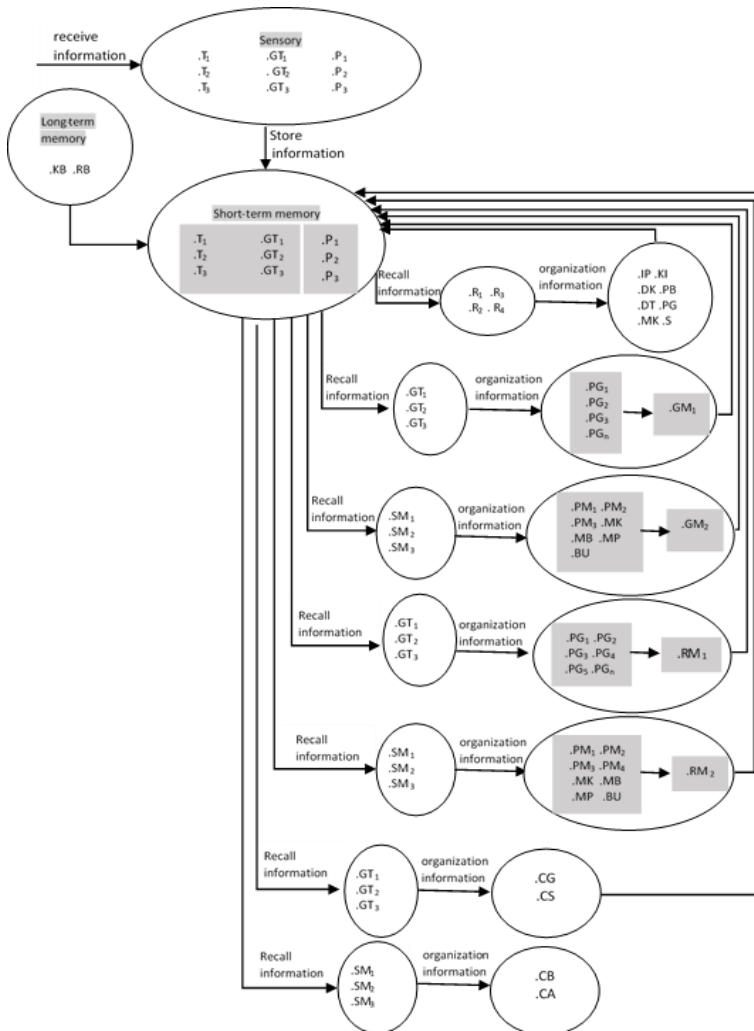 receive
information
Sensory
.T₁ .GT₁ .P₁
.T₂ . GT₂ .P₂
.T₃ .GT₃ .P₃
Long-term
memory
.KB .RB
Store
information
Short-term memory
.T₁ .GT₁ .P₁
.T₂ .GT₂ .P₂
.T₃ .GT₃ .P₃
Recall
information
.R₁ .R₃
.R₂ . R₄
organization
information
.IP .KI
.DK .PB
.DT .PG
.MK .S
Recall
information
.GT₁
.GT₂
.GT₃
organization
information
.PG₁
.PG₂
.PG₃
.PGₙ
.GM₁
Recall
information
.SM₁
.SM₂
.SM₃
organization
information
.PM₁ .PM₂
.PM₃ .MK
.MB .MP
.BU
.GM₂
Recall
information
.GT₁
.GT₂
.GT₃
organization
information
.PG₁ .PG₂
.PG₃ .PG₄
.PG₅ .PGₙ
.RM₁
Recall
information
.SM₁
.SM₂
.SM₃
organization
information
.PM₁ .PM₂
.PM₃ .PM₄
.MK .MB
.MP .BU
.RM₂
Recall
information
.GT₁
.GT₂
.GT₃
organization
information
.CG
.CS
Recall
information
.SM₁
.SM₂
.SM₃
organization
information
.CB
.CA